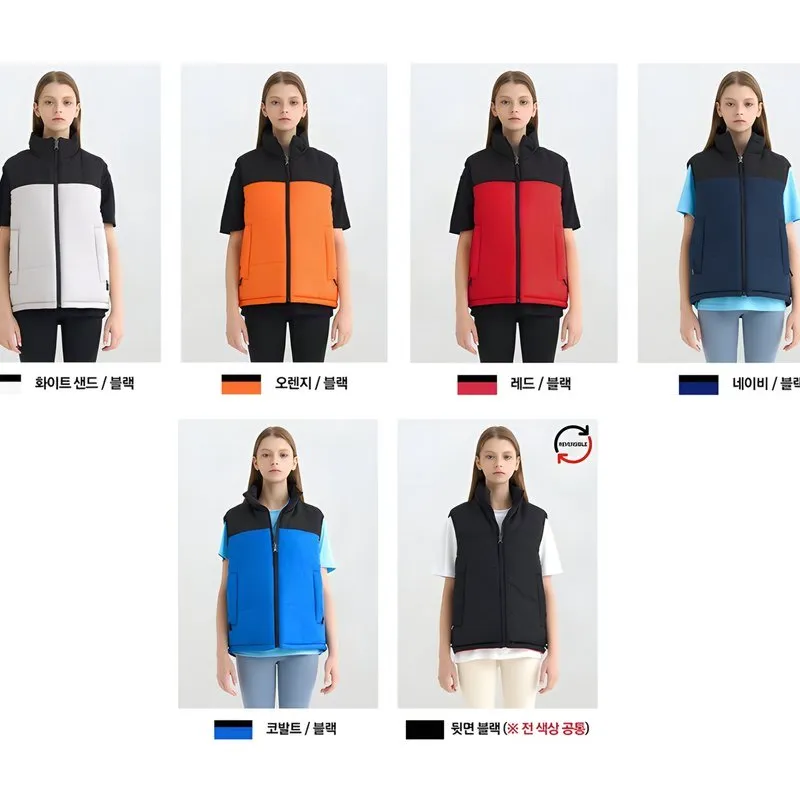 화이트 샌드 / 블랙
오렌지 / 블랙
레드 / 블랙
네이비 / 블랙
REVERSIBLE
코발트 / 블랙
뒷면 블랙 (※ 전 색상 공통)